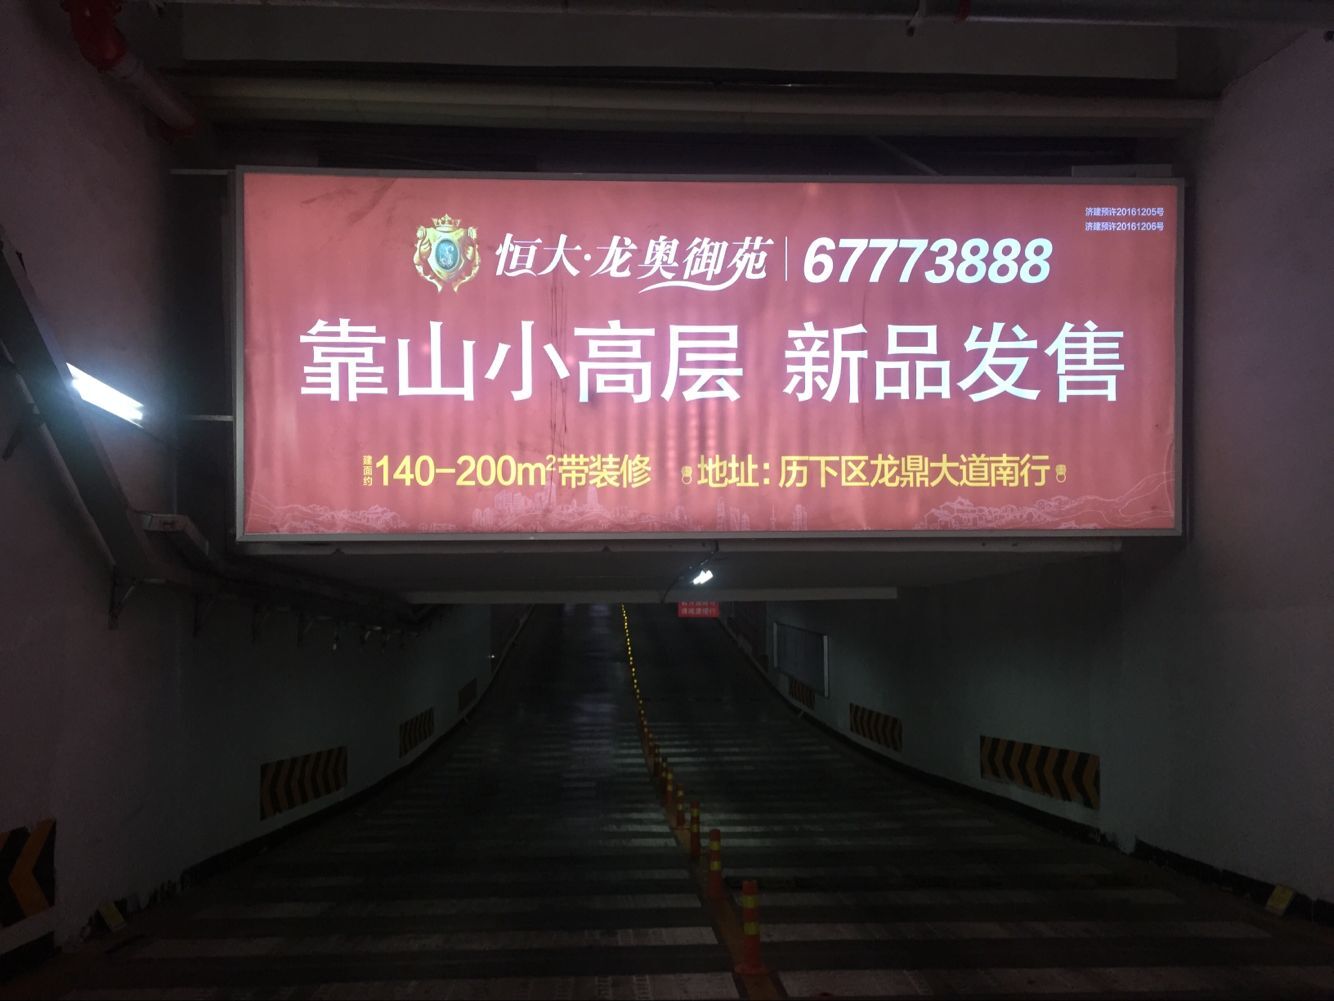 济建预许20161205号
济建预许20161206号
恒大·龙奥御苑 67773888
靠山小高层 新品发售
建面约140-200m²带装修 地址：历下区龙鼎大道南行